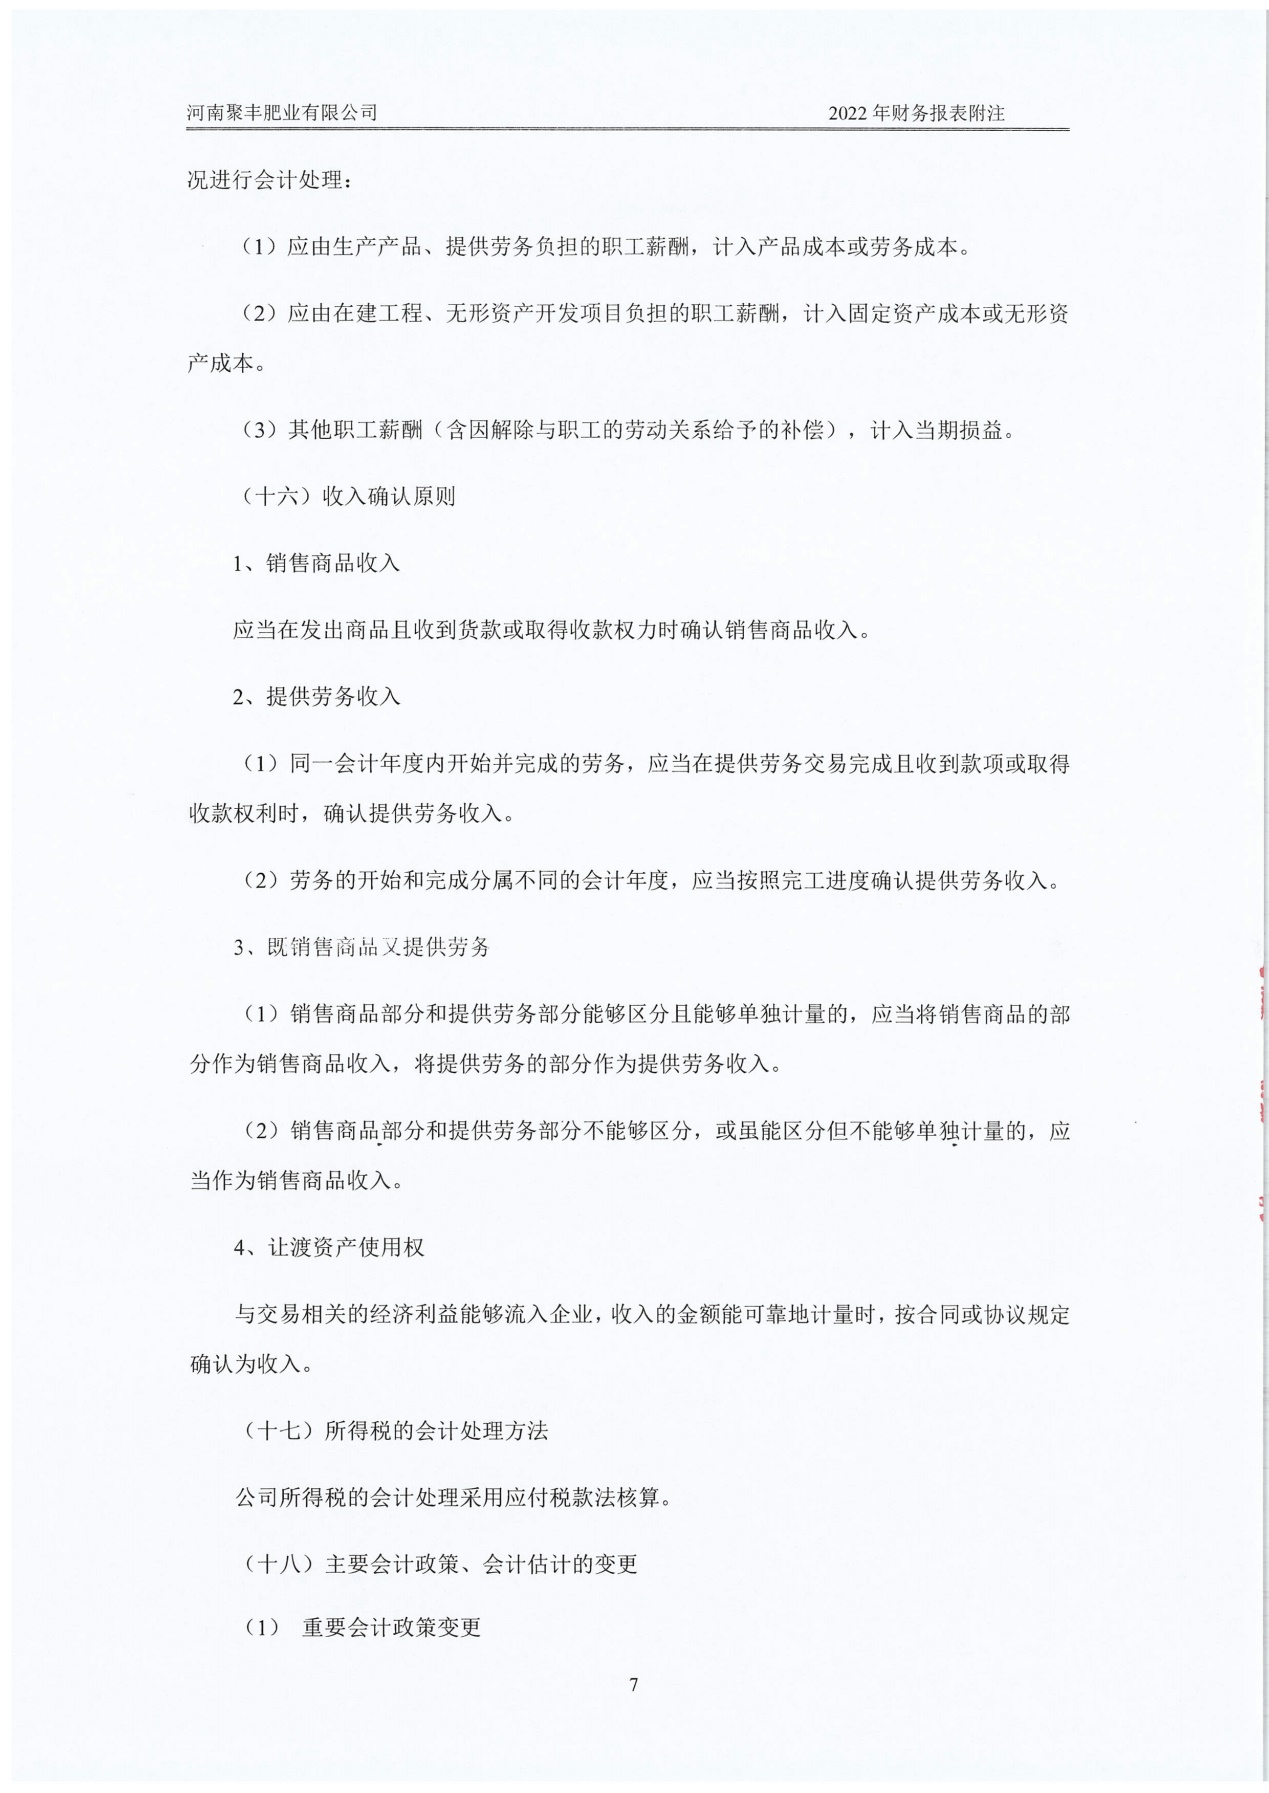 河南聚丰肥业有限公司 2022 年财务报表附注
况进行会计处理：
（1）应由生产产品、提供劳务负担的职工薪酬，计入产品成本或劳务成本。
（2）应由在建工程、无形资产开发项目负担的职工薪酬，计入固定资产成本或无形资
产成本。
（3）其他职工薪酬（含因解除与职工的劳动关系给予的补偿），计入当期损益。
（十六）收入确认原则
1、销售商品收入
应当在发出商品且收到货款或取得收款权力时确认销售商品收入。
2、提供劳务收入
（1）同一会计年度内开始并完成的劳务，应当在提供劳务交易完成且收到款项或取得
收款权利时，确认提供劳务收入。
（2）劳务的开始和完成分属不同的会计年度，应当按照完工进度确认提供劳务收入。
3、既销售商品又提供劳务
（1）销售商品部分和提供劳务部分能够区分且能够单独计量的，应当将销售商品的部
分作为销售商品收入，将提供劳务的部分作为提供劳务收入。
（2）销售商品部分和提供劳务部分不能够区分，或虽能区分但不能够单独计量的，应
当作为销售商品收入。
4、让渡资产使用权
与交易相关的经济利益能够流入企业，收入的金额能可靠地计量时，按合同或协议规定
确认为收入。
（十七）所得税的会计处理方法
公司所得税的会计处理采用应付税款法核算。
（十八）主要会计政策、会计估计的变更
（1） 重要会计政策变更
7